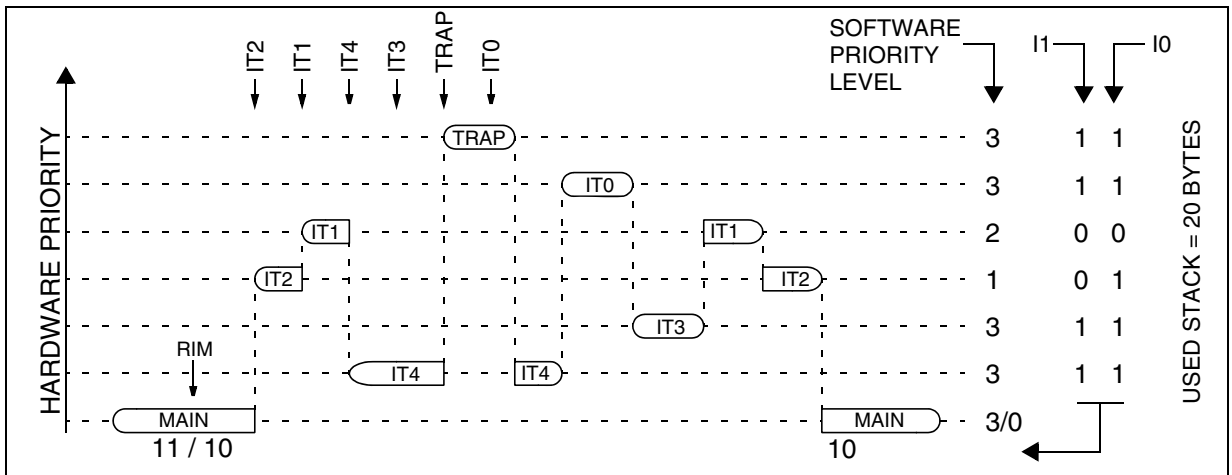 SOFTWARE
PRIORITY
LEVEL
I1
I0
IT2
IT1
IT4
IT3
TRAP
IT0
HARDWARE PRIORITY
USED STACK = 20 BYTES
TRAP 3 1 1
IT0 3 1 1
IT1 IT1 2 0 0
IT2 IT2 1 0 1
IT3 3 1 1
RIM
IT4 IT4 3 1 1
MAIN MAIN 3/0
11 / 10 10